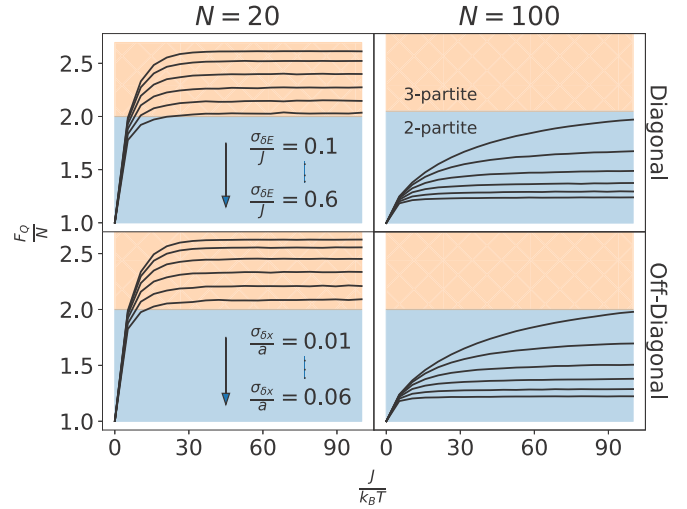 N = 20
N = 100
2.5
2.0
1.5
1.0
3-partite
2-partite
σδE/J = 0.1
σδE/J = 0.6
Diagonal
F_Q/N
2.5
2.0
1.5
1.0
σδx/a = 0.01
σδx/a = 0.06
Off-Diagonal
0 30 60 90
0 30 60 90
J/k_BT